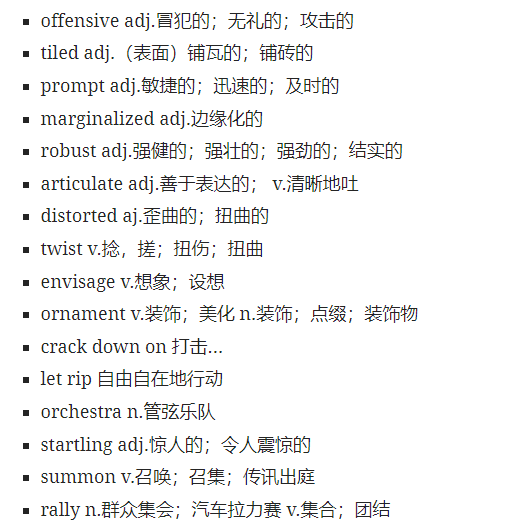 offensive adj.冒犯的；无礼的；攻击的
tiled adj.（表面）铺瓦的；铺砖的
prompt adj.敏捷的；迅速的；及时的
marginalized adj.边缘化的
robust adj.强健的；强壮的；强劲的；结实的
articulate adj.善于表达的； v.清晰地吐
distorted aj.歪曲的；扭曲的
twist v.捻，搓；扭伤；扭曲
envisage v.想象；设想
ornament v.装饰；美化 n.装饰；点缀；装饰物
crack down on 打击...
let rip 自由自在地行动
orchestra n.管弦乐队
startling adj.惊人的；令人震惊的
summon v.召唤；召集；传讯出庭
rally n.群众集会；汽车拉力赛 v.集合；团结